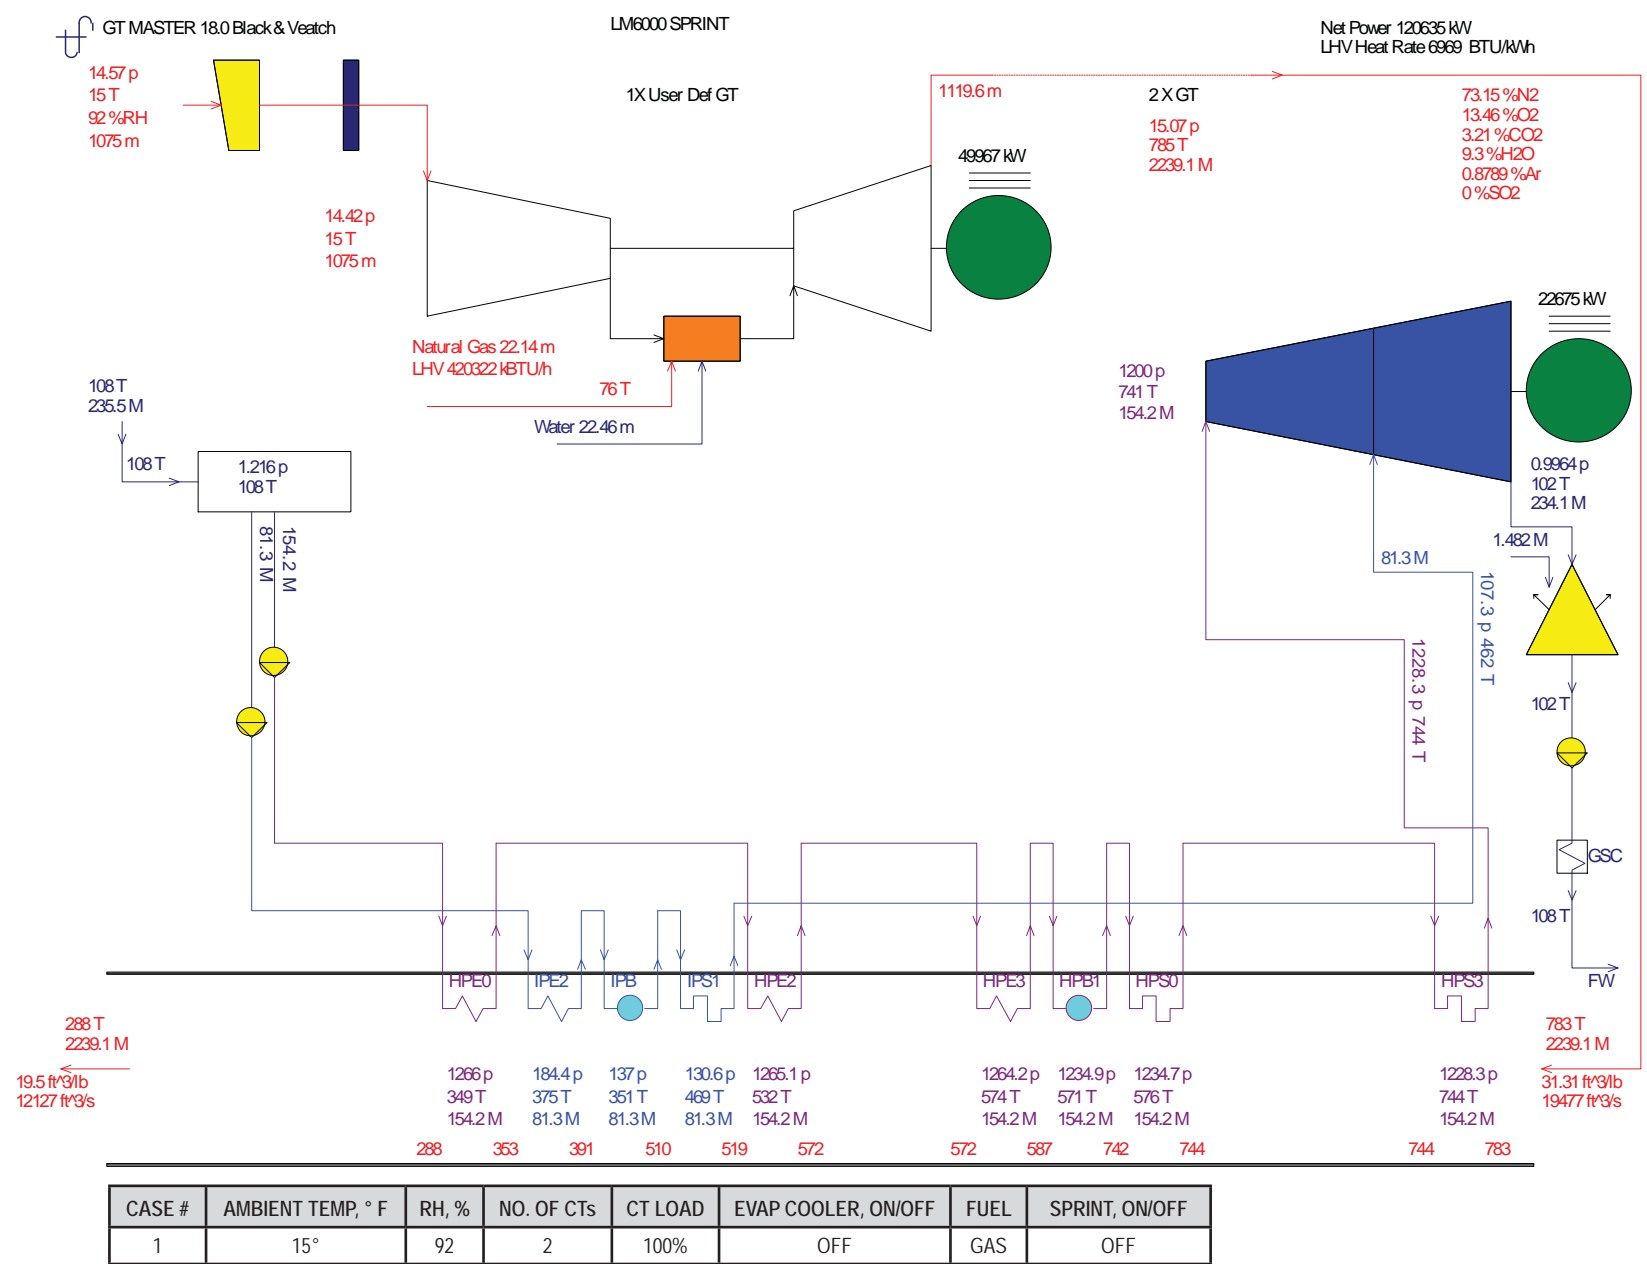 GT MASTER 18.0 Black & Veatch
LM6000 SPRINT
Net Power 120635 kW
LHV Heat Rate 6969 BTU/kWh
14.57 p
15 T
92 %RH
1075 m
1X User Def GT
1119.6 m
2 X GT
15.07 p
785 T
2239.1 M
73.15 %N2
13.46 %O2
3.21 %CO2
9.3 %H2O
0.8789 %Ar
0 %SO2
49967 kW
14.42 p
15 T
1075 m
22675 kW
Natural Gas 22.14 m
LHV 420322 kBTU/h
76 T
Water 22.46 m
1200 p
741 T
154.2 M
108 T
235.5 M
108 T
1.216 p
108 T
0.9964 p
102 T
234.1 M
1.482 M
81.3 M
154.2 M
81.3 M
107.3 p 462 T
1228.3 p 744 T
102 T
GSC
108 T
FW
HPE0
IPE2
IPB
IPS1
HPE2
HPE3
HPB1
HPS0
HPS3
288 T
2239.1 M
19.5 ft^3/lb
12127 ft^3/s
783 T
2239.1 M
31.31 ft^3/lb
19477 ft^3/s
1266 p
349 T
154.2 M
184.4 p
375 T
81.3 M
137 p
351 T
81.3 M
130.6 p
469 T
81.3 M
1265.1 p
532 T
154.2 M
1264.2 p
574 T
154.2 M
1234.9 p
571 T
154.2 M
1234.7 p
576 T
154.2 M
1228.3 p
744 T
154.2 M
288 353 391 510 519 572 572 587 742 744 744 783
CASE # AMBIENT TEMP, ° F RH, % NO. OF CTs CT LOAD EVAP COOLER, ON/OFF FUEL SPRINT, ON/OFF
1 15° 92 2 100% OFF GAS OFF